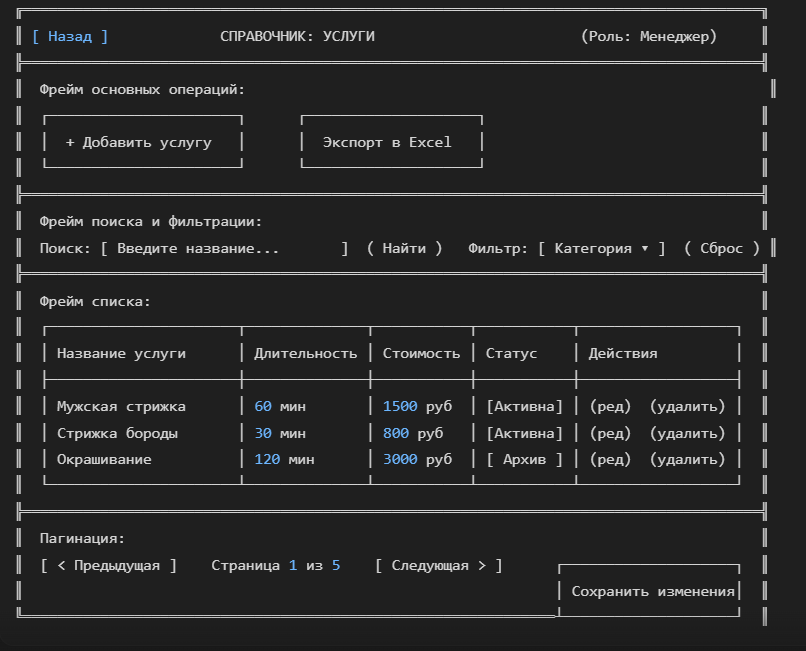 [ Назад ] СПРАВОЧНИК: УСЛУГИ (Роль: Менеджер)
Фрейм основных операций:
+ Добавить услугу Экспорт в Excel
Фрейм поиска и фильтрации:
Поиск: [ Введите название... ] ( Найти ) Фильтр: [ Категория ▾ ] ( Сброс )
Фрейм списка:
Название услуги Длительность Стоимость Статус Действия
Мужская стрижка 60 мин 1500 руб [Активна] (ред) (удалить)
Стрижка бороды 30 мин 800 руб [Активна] (ред) (удалить)
Окрашивание 120 мин 3000 руб [ Архив ] (ред) (удалить)
Пагинация:
[ < Предыдущая ] Страница 1 из 5 [ Следующая > ]
Сохранить изменения